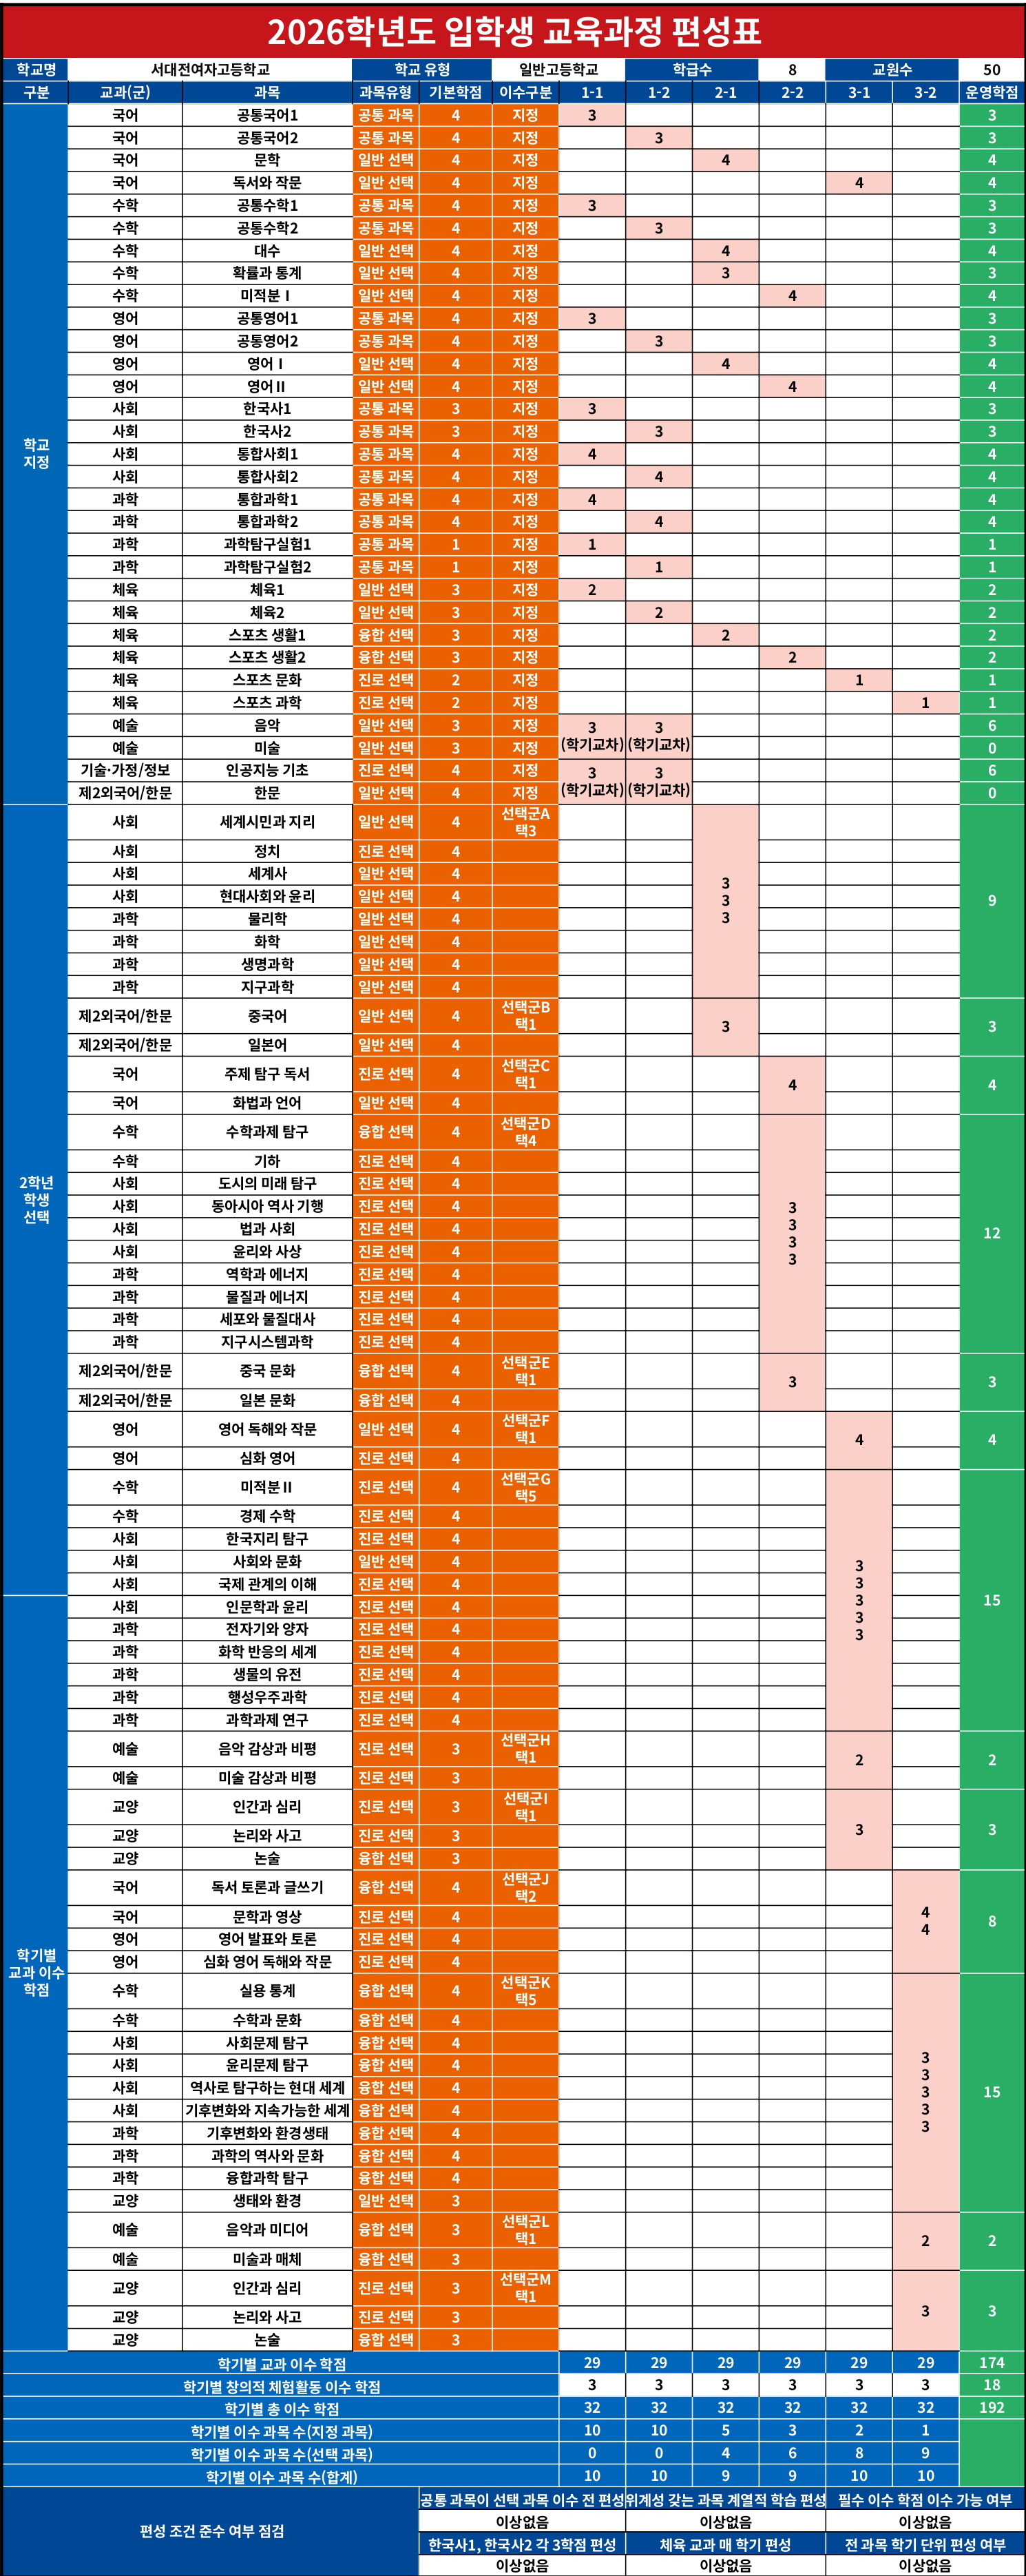 2026학년도 입학생 교육과정 편성표
학교명 서대전여자고등학교 학교 유형 일반고등학교 학급수 8 교원수 50
구분 교과(군) 과목 과목유형 기본학점 이수구분 1-1 1-2 2-1 2-2 3-1 3-2 운영학점
학교
지정
국어 공통국어1 공통 과목 4 지정 3 3
국어 공통국어2 공통 과목 4 지정 3 3
국어 문학 일반 선택 4 지정 4 4
국어 독서와 작문 일반 선택 4 지정 4 4
수학 공통수학1 공통 과목 4 지정 3 3
수학 공통수학2 공통 과목 4 지정 3 3
수학 대수 일반 선택 4 지정 4 4
수학 확률과 통계 일반 선택 4 지정 3 3
수학 미적분Ⅰ 일반 선택 4 지정 4 4
영어 공통영어1 공통 과목 4 지정 3 3
영어 공통영어2 공통 과목 4 지정 3 3
영어 영어Ⅰ 일반 선택 4 지정 4 4
영어 영어Ⅱ 일반 선택 4 지정 4 4
사회 한국사1 공통 과목 3 지정 3 3
사회 한국사2 공통 과목 3 지정 3 3
사회 통합사회1 공통 과목 4 지정 4 4
사회 통합사회2 공통 과목 4 지정 4 4
과학 통합과학1 공통 과목 4 지정 4 4
과학 통합과학2 공통 과목 4 지정 4 4
과학 과학탐구실험1 공통 과목 1 지정 1 1
과학 과학탐구실험2 공통 과목 1 지정 1 1
체육 체육1 일반 선택 3 지정 2 2
체육 체육2 일반 선택 3 지정 2 2
체육 스포츠 생활1 융합 선택 3 지정 2 2
체육 스포츠 생활2 융합 선택 3 지정 2 2
체육 스포츠 문화 진로 선택 2 지정 1 1
체육 스포츠 과학 진로 선택 2 지정 1 1
예술 음악 일반 선택 3 지정 3 3 6
예술 미술 일반 선택 3 지정 (학기교차) (학기교차) 0
기술·가정/정보 인공지능 기초 진로 선택 4 지정 3 3 6
제2외국어/한문 한문 일반 선택 4 지정 (학기교차) (학기교차) 0
2학년
학생
선택
사회 세계시민과 지리 일반 선택 4 선택군A
택3
사회 정치 진로 선택 4
사회 세계사 일반 선택 4
사회 현대사회와 윤리 일반 선택 4
과학 물리학 일반 선택 4
과학 화학 일반 선택 4
과학 생명과학 일반 선택 4
과학 지구과학 일반 선택 4
3
3
3
9
제2외국어/한문 중국어 일반 선택 4 선택군B
택1
제2외국어/한문 일본어 일반 선택 4
3
3
국어 주제 탐구 독서 진로 선택 4 선택군C
택1
국어 화법과 언어 일반 선택 4
4
4
수학 수학과제 탐구 융합 선택 4 선택군D
택4
수학 기하 진로 선택 4
사회 도시의 미래 탐구 진로 선택 4
사회 동아시아 역사 기행 진로 선택 4
사회 법과 사회 진로 선택 4
사회 윤리와 사상 진로 선택 4
과학 역학과 에너지 진로 선택 4
과학 물질과 에너지 진로 선택 4
과학 세포와 물질대사 진로 선택 4
과학 지구시스템과학 진로 선택 4
3
3
3
3
12
제2외국어/한문 중국 문화 융합 선택 4 선택군E
택1
제2외국어/한문 일본 문화 융합 선택 4
3
3
영어 영어 독해와 작문 일반 선택 4 선택군F
택1
영어 심화 영어 진로 선택 4
4
4
수학 미적분Ⅱ 진로 선택 4 선택군G
택5
수학 경제 수학 진로 선택 4
사회 한국지리 탐구 진로 선택 4
사회 사회와 문화 일반 선택 4
사회 국제 관계의 이해 진로 선택 4
학기별
교과 이수
학점
사회 인문학과 윤리 진로 선택 4
과학 전자기와 양자 진로 선택 4
과학 화학 반응의 세계 진로 선택 4
과학 생물의 유전 진로 선택 4
과학 행성우주과학 진로 선택 4
과학 과학과제 연구 진로 선택 4
3
3
3
3
3
15
예술 음악 감상과 비평 진로 선택 3 선택군H
택1
예술 미술 감상과 비평 진로 선택 3
2
2
교양 인간과 심리 진로 선택 3 선택군I
택1
교양 논리와 사고 진로 선택 3
교양 논술 융합 선택 3
3
3
국어 독서 토론과 글쓰기 융합 선택 4 선택군J
택2
국어 문학과 영상 진로 선택 4
영어 영어 발표와 토론 진로 선택 4
영어 심화 영어 독해와 작문 진로 선택 4
4
4
8
수학 실용 통계 융합 선택 4 선택군K
택5
수학 수학과 문화 융합 선택 4
사회 사회문제 탐구 융합 선택 4
사회 윤리문제 탐구 융합 선택 4
사회 역사로 탐구하는 현대 세계 융합 선택 4
사회 기후변화와 지속가능한 세계 융합 선택 4
과학 기후변화와 환경생태 융합 선택 4
과학 과학의 역사와 문화 융합 선택 4
과학 융합과학 탐구 융합 선택 4
교양 생태와 환경 일반 선택 3
3
3
3
3
3
15
예술 음악과 미디어 융합 선택 3 선택군L
택1
예술 미술과 매체 융합 선택 3
2
2
교양 인간과 심리 진로 선택 3 선택군M
택1
교양 논리와 사고 진로 선택 3
교양 논술 융합 선택 3
3
3
학기별 교과 이수 학점 29 29 29 29 29 29 174
학기별 창의적 체험활동 이수 학점 3 3 3 3 3 3 18
학기별 총 이수 학점 32 32 32 32 32 32 192
학기별 이수 과목 수(지정 과목) 10 10 5 3 2 1
학기별 이수 과목 수(선택 과목) 0 0 4 6 8 9
학기별 이수 과목 수(합계) 10 10 9 9 10 10
편성 조건 준수 여부 점검
공통 과목이 선택 과목 이수 전 편성 위계성 갖는 과목 계열적 학습 편성 필수 이수 학점 이수 가능 여부
이상없음 이상없음 이상없음
한국사1, 한국사2 각 3학점 편성 체육 교과 매 학기 편성 전 과목 학기 단위 편성 여부
이상없음 이상없음 이상없음